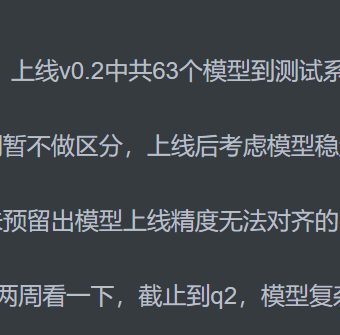 上线v0.2中共63个模型到测试系
暂不做区分，上线后考虑模型稳
预留出模型上线精度无法对齐的
两周看一下，截止到q2，模型复杂